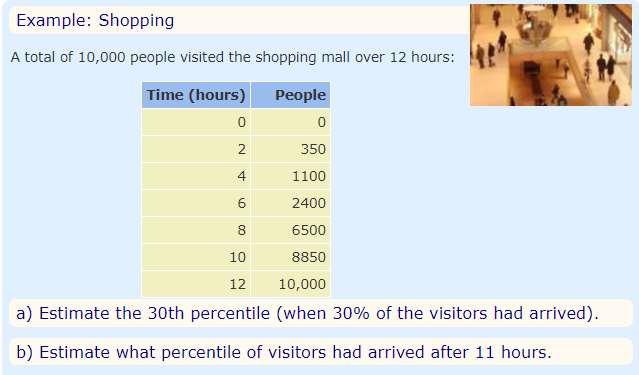 Example: Shopping
A total of 10,000 people visited the shopping mall over 12 hours:
Time (hours) People
0 0
2 350
4 1100
6 2400
8 6500
10 8850
12 10,000
a) Estimate the 30th percentile (when 30% of the visitors had arrived).
b) Estimate what percentile of visitors had arrived after 11 hours.